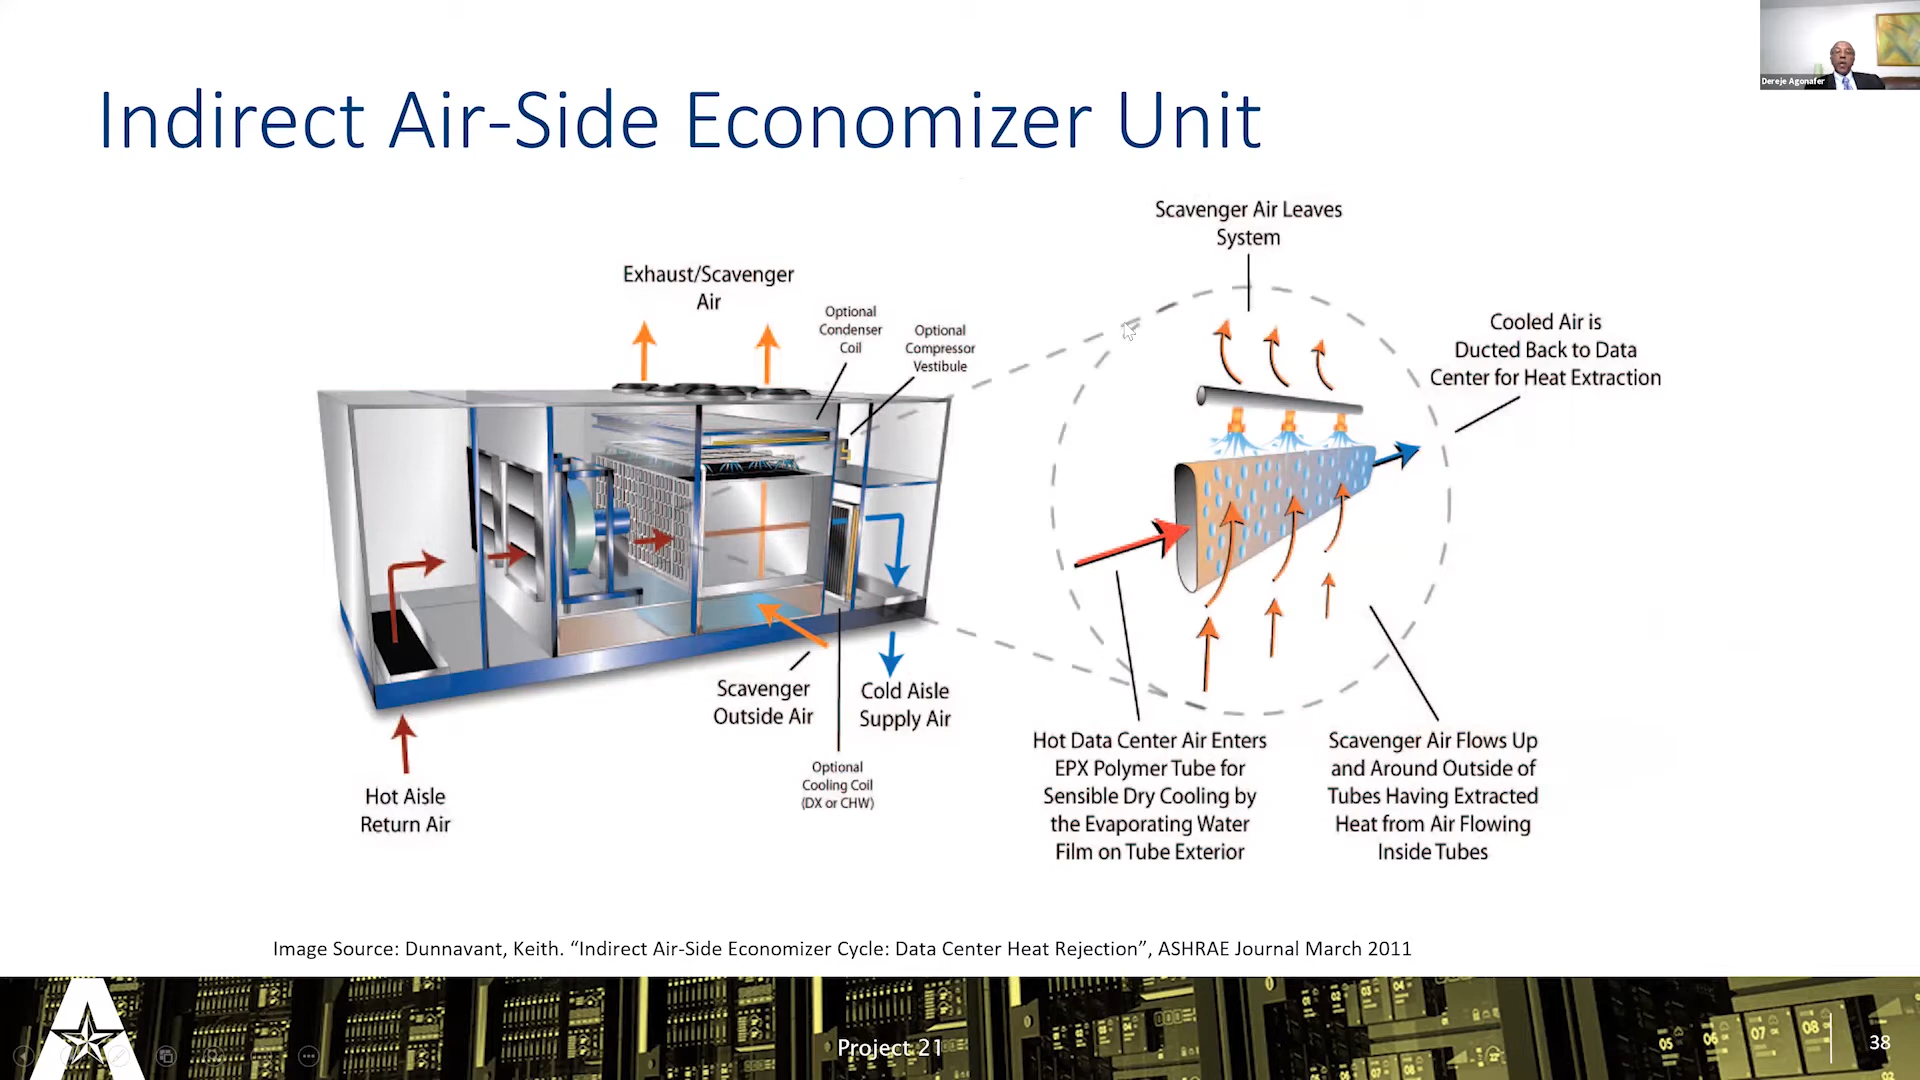 Dereje Agonafer
Indirect Air-Side Economizer Unit
Exhaust/Scavenger
Air
Optional
Condenser
Coil
Optional
Compressor
Vestibule
Scavenger
Outside Air
Cold Aisle
Supply Air
Optional
Cooling Coil
(DX or CHW)
Hot Aisle
Return Air
Scavenger Air Leaves
System
Cooled Air is
Ducted Back to Data
Center for Heat Extraction
Hot Data Center Air Enters
EPX Polymer Tube for
Sensible Dry Cooling by
the Evaporating Water
Film on Tube Exterior
Scavenger Air Flows Up
and Around Outside of
Tubes Having Extracted
Heat from Air Flowing
Inside Tubes
Image Source: Dunnavant, Keith. “Indirect Air-Side Economizer Cycle: Data Center Heat Rejection”, ASHRAE Journal March 2011
Project 21
05
06
07
08
38